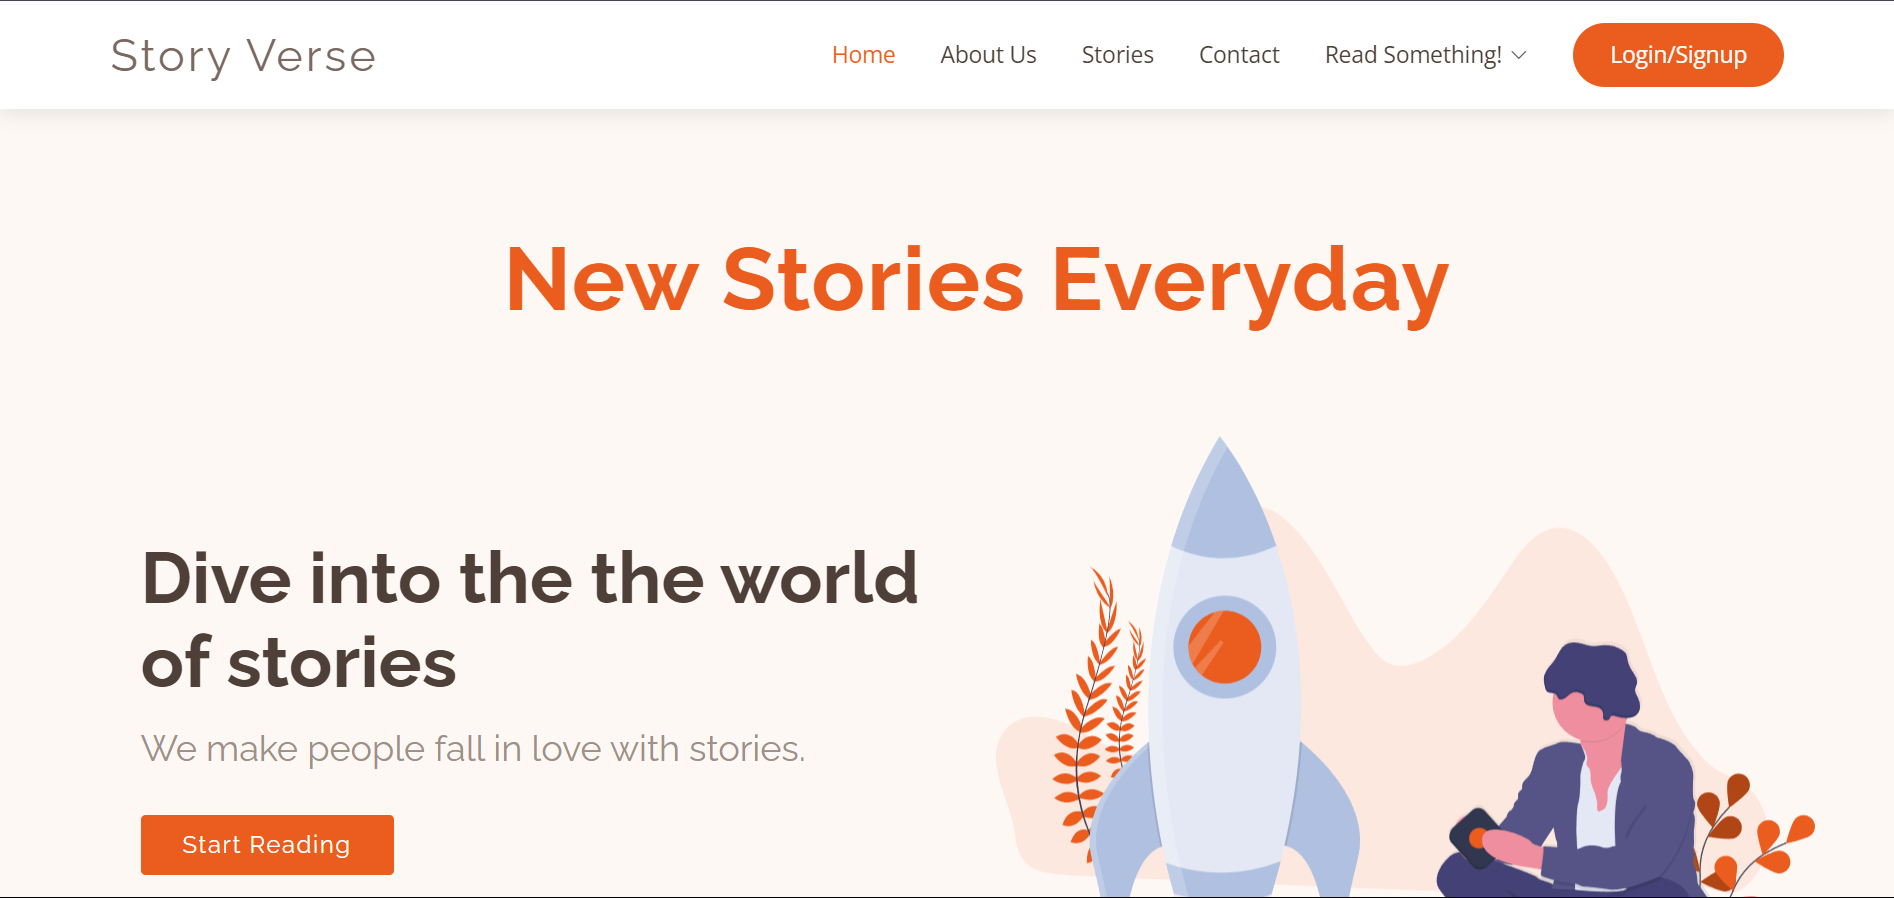 Story Verse
Home About Us Stories Contact Read Something! Login/Signup
New Stories Everyday
Dive into the the world
of stories
We make people fall in love with stories.
Start Reading